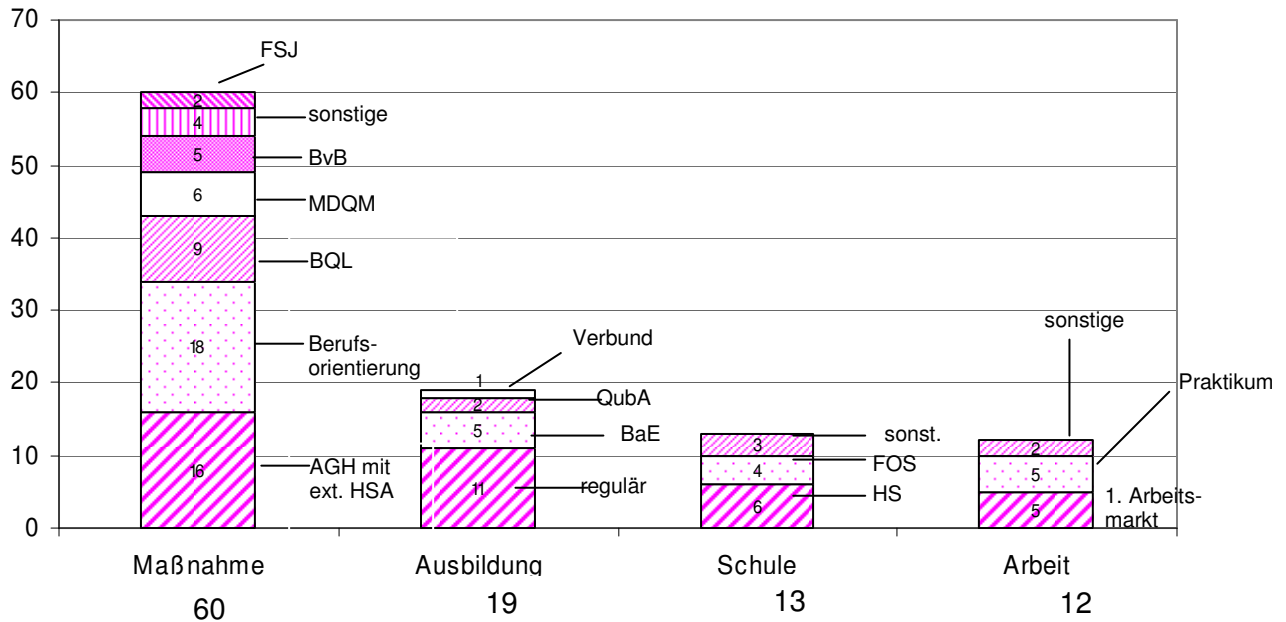 70
60
50
40
30
20
10
0
FSJ
2
sonstige
4
BvB
5
MDQM
6
BQL
9
Berufs-
orientierung
18
AGH mit
ext. HSA
16
Verbund
1
QubA
2
BaE
5
regulär
11
sonst.
3
FOS
4
HS
6
sonstige
2
Praktikum
5
1. Arbeits-
markt
5
Maßnahme
Ausbildung
Schule
Arbeit
60
19
13
12